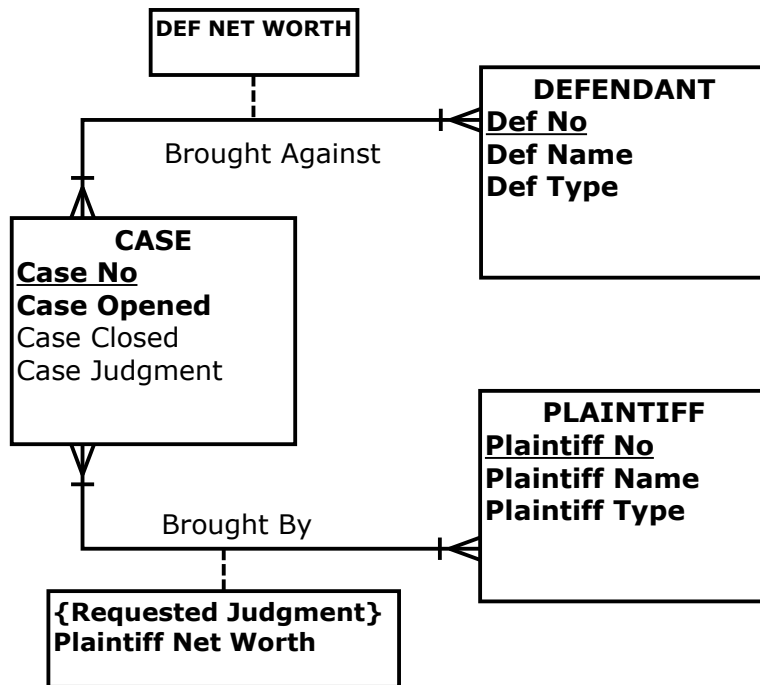 DEF NET WORTH
DEFENDANT
Def No
Def Name
Def Type
Brought Against
CASE
Case No
Case Opened
Case Closed
Case Judgment
PLAINTIFF
Plaintiff No
Plaintiff Name
Plaintiff Type
Brought By
{Requested Judgment}
Plaintiff Net Worth